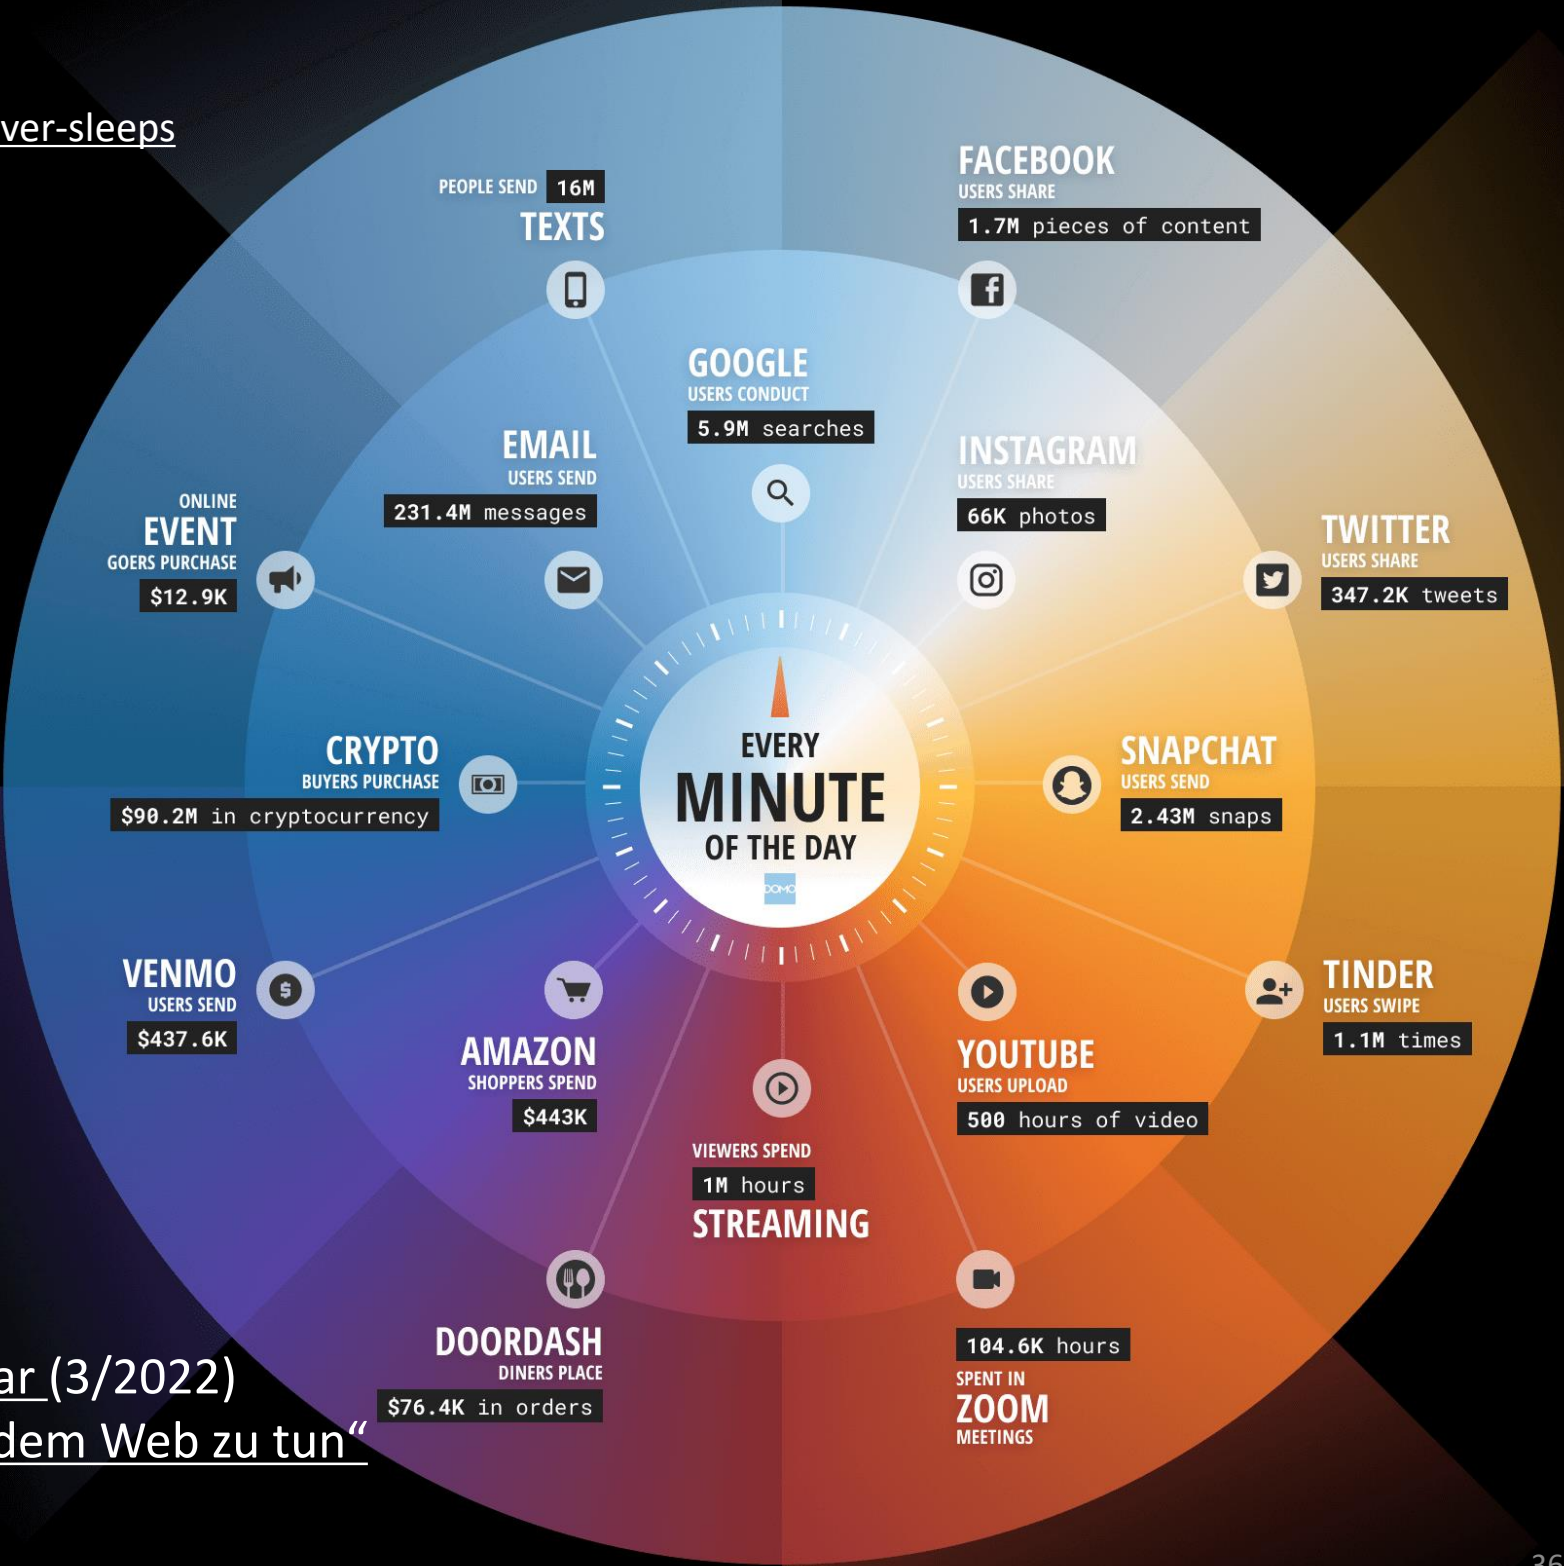 ver-sleeps
PEOPLE SEND 16M
TEXTS
FACEBOOK
USERS SHARE
1.7M pieces of content
GOOGLE
USERS CONDUCT
5.9M searches
EMAIL
USERS SEND
231.4M messages
INSTAGRAM
USERS SHARE
66K photos
ONLINE
EVENT
GOERS PURCHASE
$12.9K
TWITTER
USERS SHARE
347.2K tweets
CRYPTO
BUYERS PURCHASE
$90.2M in cryptocurrency
EVERY
MINUTE
OF THE DAY
DOMO
SNAPCHAT
USERS SEND
2.43M snaps
VENMO
USERS SEND
$437.6K
AMAZON
SHOPPERS SPEND
$443K
VIEWERS SPEND
1M hours
STREAMING
YOUTUBE
USERS UPLOAD
500 hours of video
TINDER
USERS SWIPE
1.1M times
DOORDASH
DINERS PLACE
$76.4K in orders
104.6K hours
SPENT IN
ZOOM
MEETINGS
ar (3/2022)
dem Web zu tun“
36